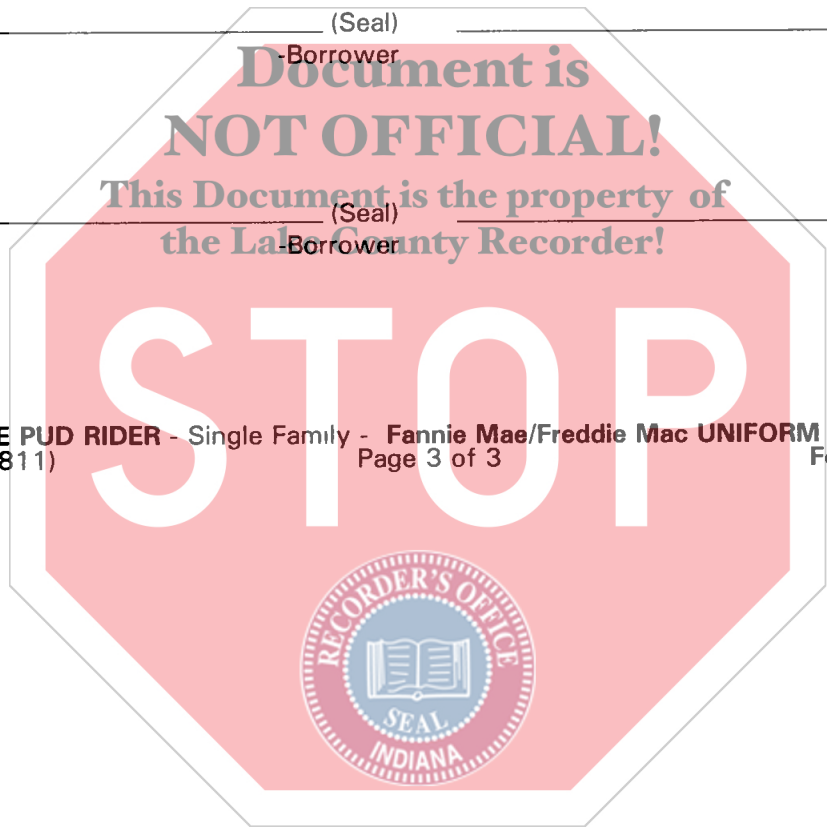 (Seal)
-Borrower
Document is
NOT OFFICIAL!
This Document is the property of
(Seal)
the Lake County Recorder!
-Borrower
STOP
E PUD RIDER - Single Family - Fannie Mae/Freddie Mac UNIFORM
811) Page 3 of 3
RECORDER'S OFFICE
SEAL
INDIANA